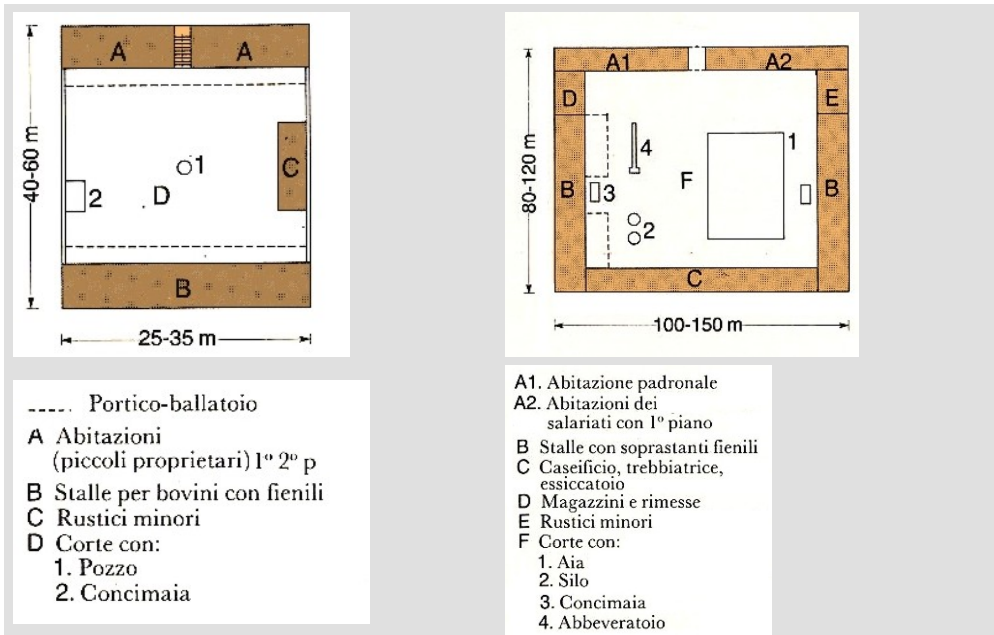 A
A
40-60 m
1
C
2
D
B
25-35 m
----. Portico-ballatoio
A Abitazioni
(piccoli proprietari) 1º 2º p
B Stalle per bovini con fienili
C Rustici minori
D Corte con:
1. Pozzo
2. Concimaia
A1
A2
D
E
80-120 m
4
1
F
B
3
B
2
C
100-150 m
A1. Abitazione padronale
A2. Abitazioni dei
salariati con 1º piano
B Stalle con soprastanti fienili
C Caseificio, trebbiatrice,
essiccatoio
D Magazzini e rimesse
E Rustici minori
F Corte con:
1. Aia
2. Silo
3. Concimaia
4. Abbeveratoio